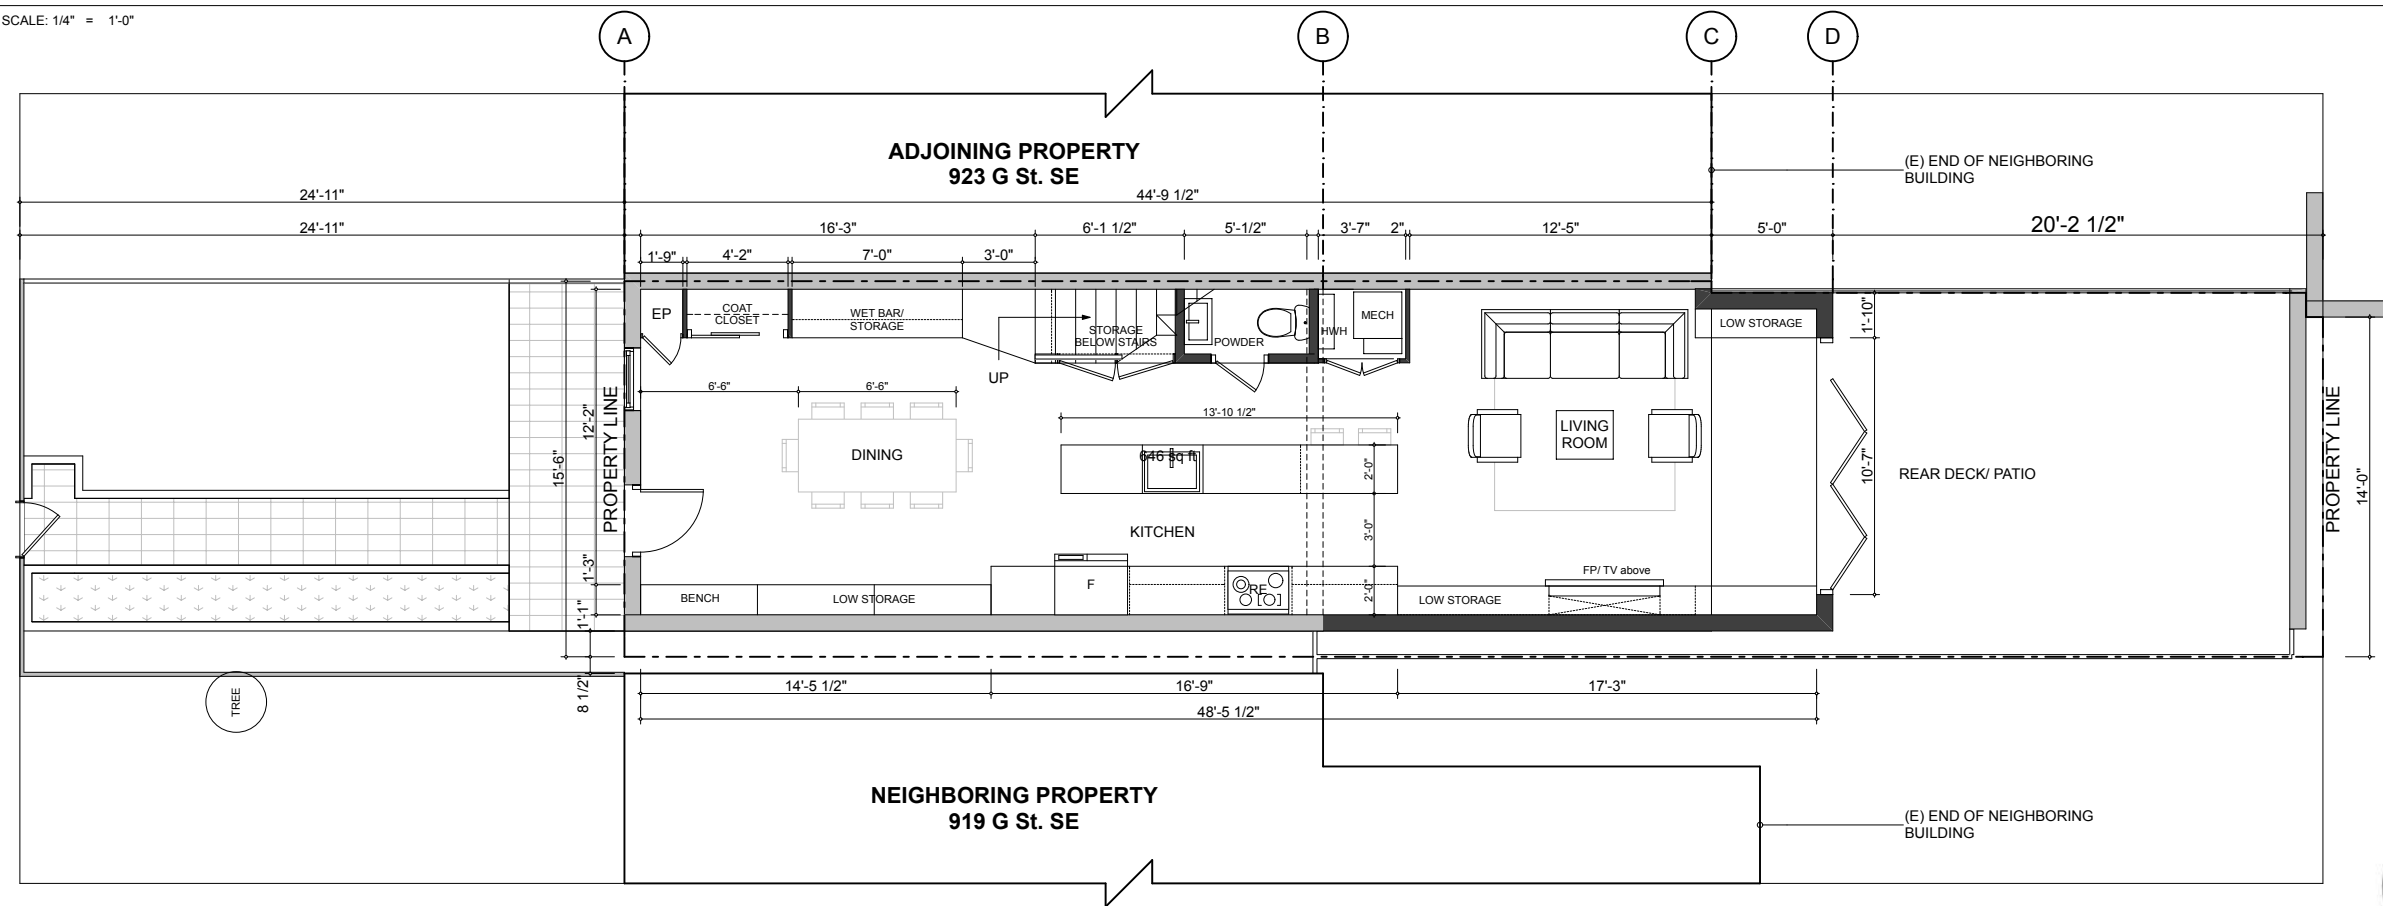 SCALE: 1/4" = 1'-0"
A
B
C
D
ADJOINING PROPERTY
923 G St. SE
(E) END OF NEIGHBORING
BUILDING
24'-11"
44'-9 1/2"
24'-11"
16'-3"
6'-1 1/2"
5'-1/2"
3'-7"
2"
12'-5"
5'-0"
20'-2 1/2"
1'-9"
4'-2"
7'-0"
3'-0"
EP
COAT
CLOSET
WET BAR/
STORAGE
STORAGE
BELOW STAIRS
POWDER
HWH
MECH
LOW STORAGE
1'-10"
UP
6'-6"
6'-6"
13'-10 1/2"
PROPERTY LINE
12'-2"
15'-6"
DINING
646 sq ft
2'-0"
LIVING
ROOM
10'-7"
REAR DECK/ PATIO
PROPERTY LINE
14'-0"
KITCHEN
3'-0"
1'-3"
F
RF
2'-0"
FP/ TV above
BENCH
LOW STORAGE
LOW STORAGE
1'-1"
8 1/2"
TREE
14'-5 1/2"
16'-9"
17'-3"
48'-5 1/2"
NEIGHBORING PROPERTY
919 G St. SE
(E) END OF NEIGHBORING
BUILDING